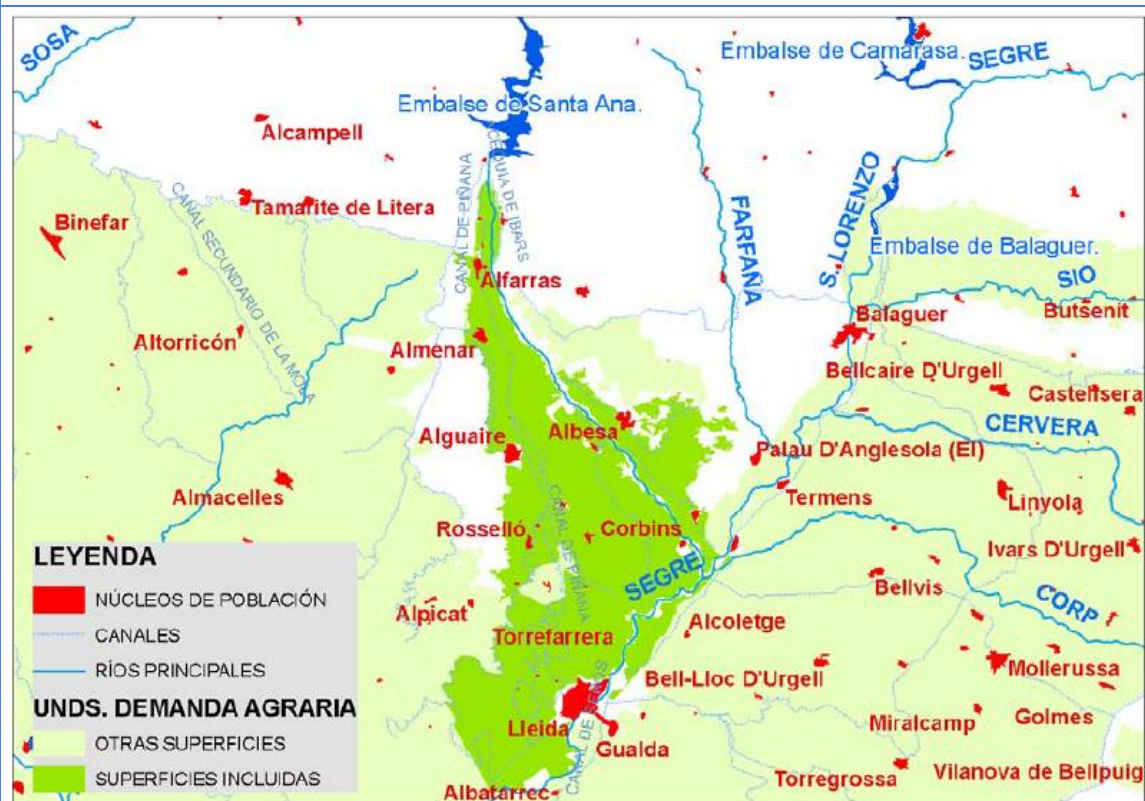 SOSA
Embalse de Camarasa.
SEGRE
Embalse de Santa Ana.
Alcampell
CANAL DE PIÑANA
ACEQUIA DE IBARS
S. LORENZO
Tamarite de Litera
CANAL SECUNDARIO DE LA MOLA
Binefar
FARFAÑA
Embalse de Balaguer.
Alfarras
SIO
Balaguer
Butsenit
Altorricón
Almenar
Bellcaire D'Urgell
Castellsera
Alguaire
Albesa
CERVERA
Palau D'Anglesola (El)
Almacelles
Termens
Linyola
Rosselló
CANAL DE PIÑANA
Corbins
Ivars D'Urgell
SEGRE
Bellvis
CORP
Alpicat
Torrefarrera
Alcoletge
Mollerussa
Bell-Lloc D'Urgell
Lleida
Gualda
Miralcamp
Golmes
Torregrossa
Vilanova de Bellpuig
Albatarrec
LEYENDA
NÚCLEOS DE POBLACIÓN
CANALES
RÍOS PRINCIPALES
UNDS. DEMANDA AGRARIA
OTRAS SUPERFICIES
SUPERFICIES INCLUIDAS